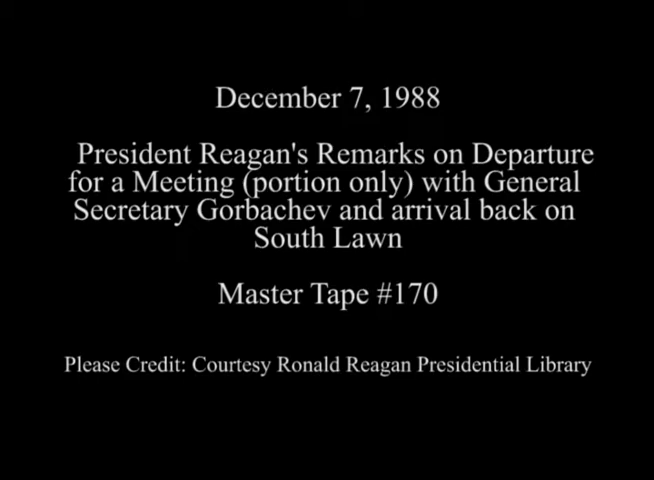 December 7, 1988
President Reagan's Remarks on Departure
for a Meeting (portion only) with General
Secretary Gorbachev and arrival back on
South Lawn
Master Tape #170
Please Credit: Courtesy Ronald Reagan Presidential Library